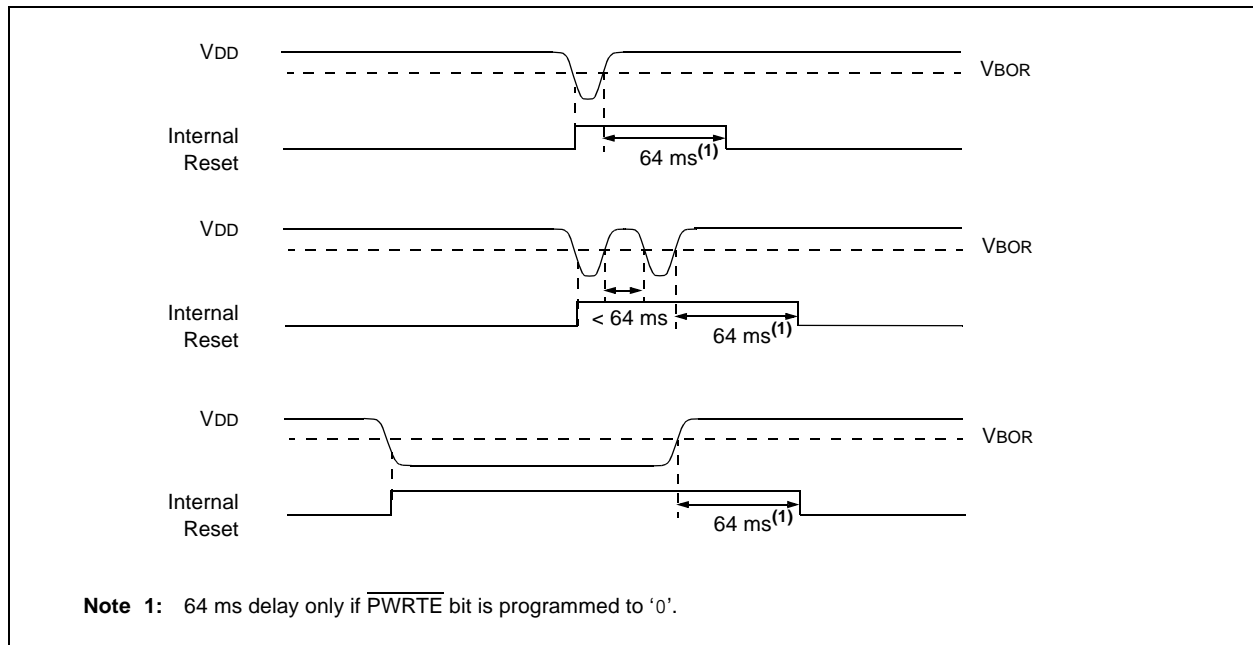 VDD
VBOR
Internal
Reset
64 ms(1)
VDD
VBOR
Internal
Reset
< 64 ms
64 ms(1)
VDD
VBOR
Internal
Reset
64 ms(1)
Note 1: 64 ms delay only if PWRTE bit is programmed to ‘0’.